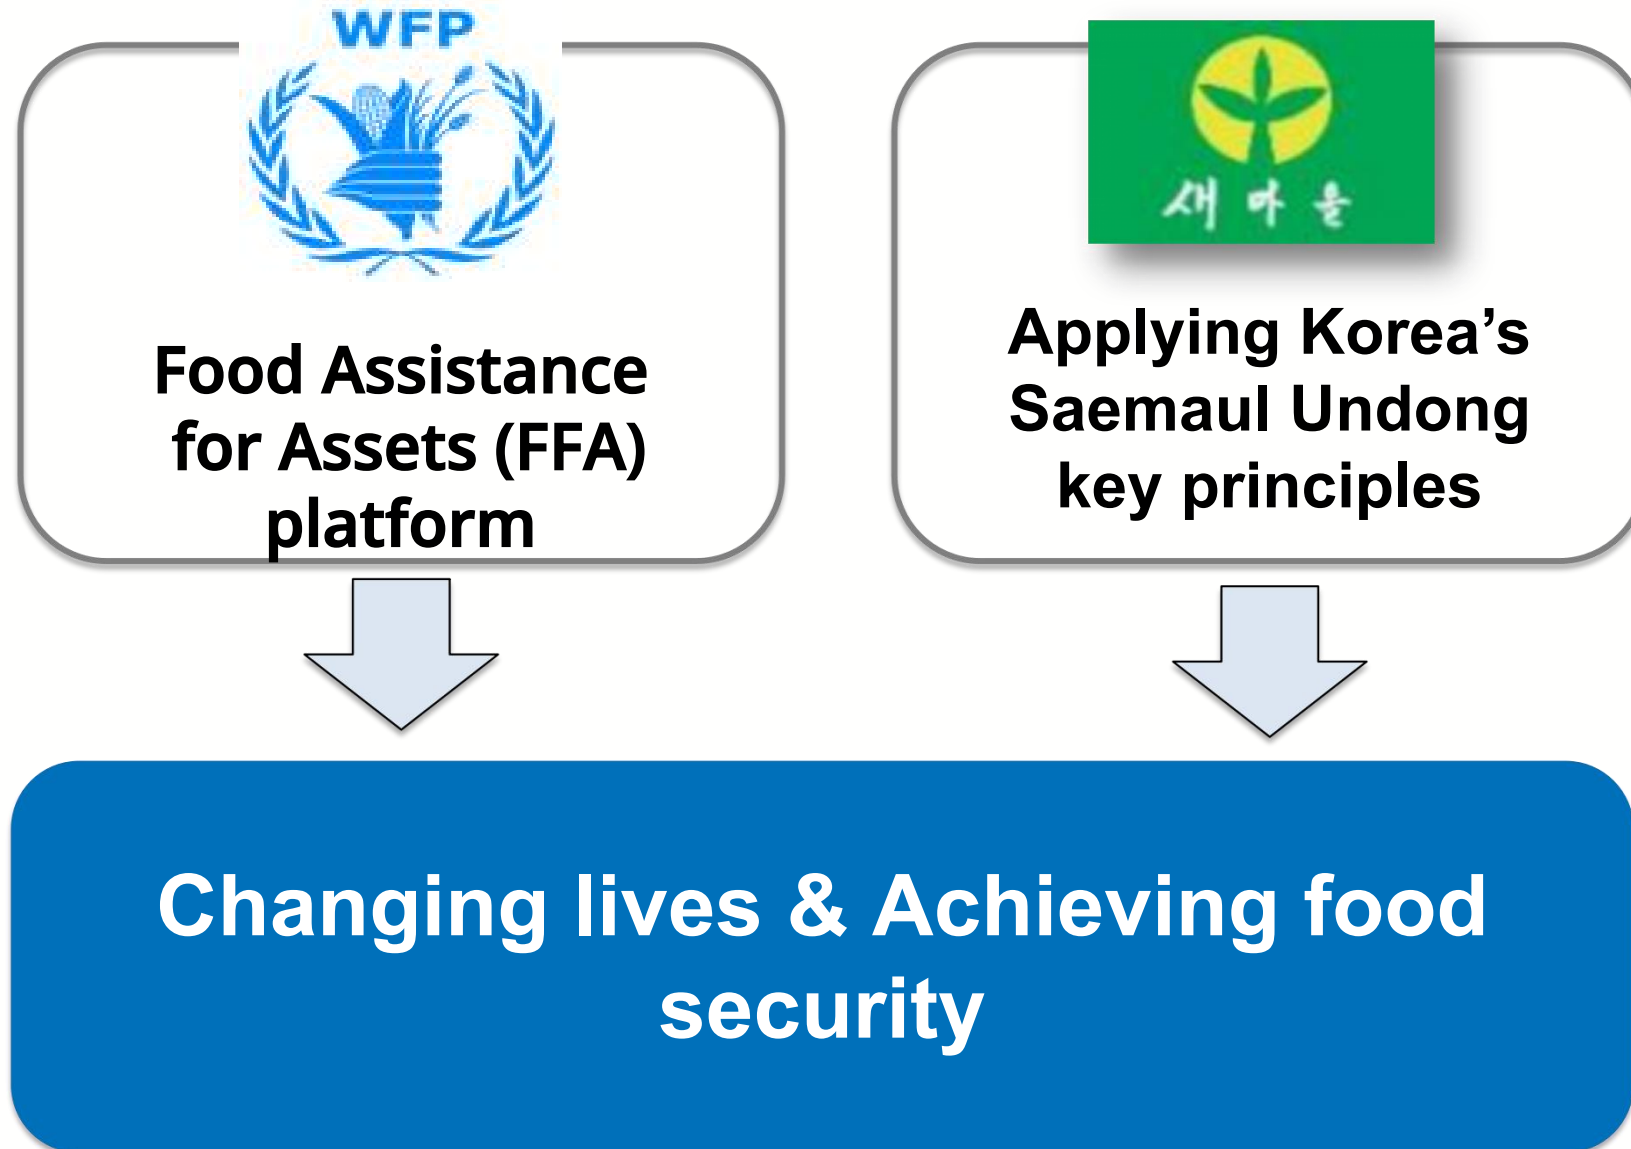 WFP
Food Assistance
for Assets (FFA)
platform
새마을
Applying Korea’s
Saemaul Undong
key principles
Changing lives & Achieving food
security